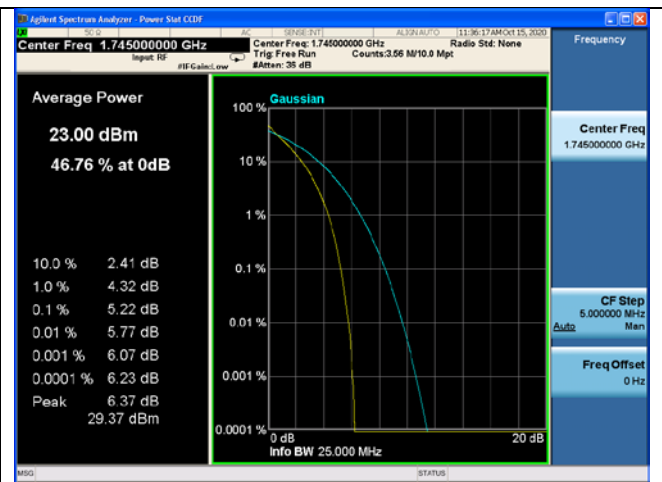 Agilent Spectrum Analyzer - Power Stat CCDF
50 Ω AC SENSE:INT ALIGN AUTO 11:36:17 AM Oct 15, 2020
Center Freq 1.745000000 GHz
Input: RF
#IFGain:Low
Center Freq: 1.745000000 GHz Radio Std: None
Trig: Free Run Counts:3.56 M/10.0 Mpt
#Atten: 36 dB
Frequency
Average Power
23.00 dBm
46.76 % at 0dB
10.0 % 2.41 dB
1.0 % 4.32 dB
0.1 % 5.22 dB
0.01 % 5.77 dB
0.001 % 6.07 dB
0.0001 % 6.23 dB
Peak 6.37 dB
29.37 dBm
Gaussian
100 %
10 %
1 %
0.1 %
0.01 %
0.001 %
0.0001 %
0 dB 20 dB
Info BW 25.000 MHz
Center Freq
1.745000000 GHz
CF Step
5.000000 MHz
Auto Man
Freq Offset
0 Hz
MSG STATUS